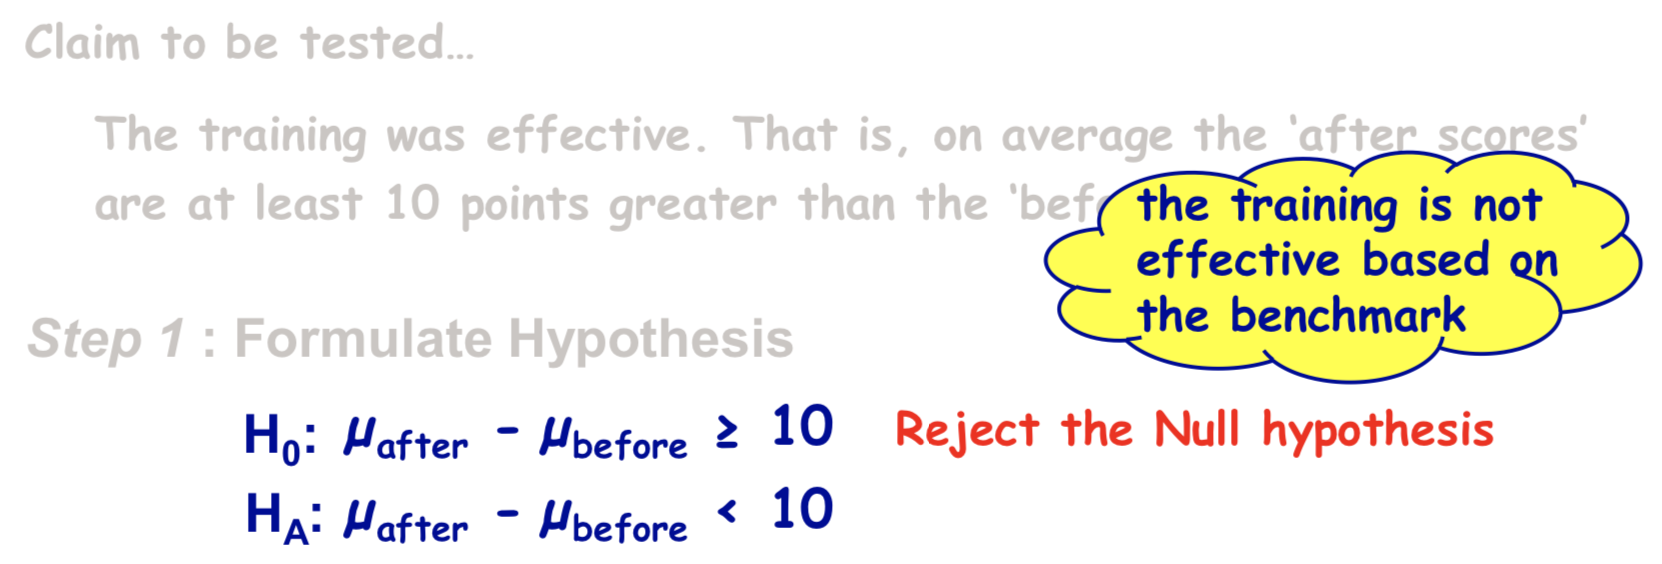 Claim to be tested…
The training was effective. That is, on average the ‘after scores’
are at least 10 points greater than the
the training is not
effective based on
the benchmark
Step 1 : Formulate Hypothesis
H₀: μafter - μbefore ≥ 10 Reject the Null hypothesis
H_A: μafter - μbefore < 10